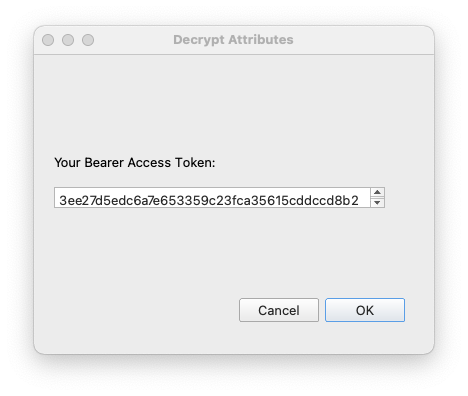 Decrypt Attributes
Your Bearer Access Token:
3ee27d5edc6a7e653359c23fca35615cddccd8b2
Cancel
OK